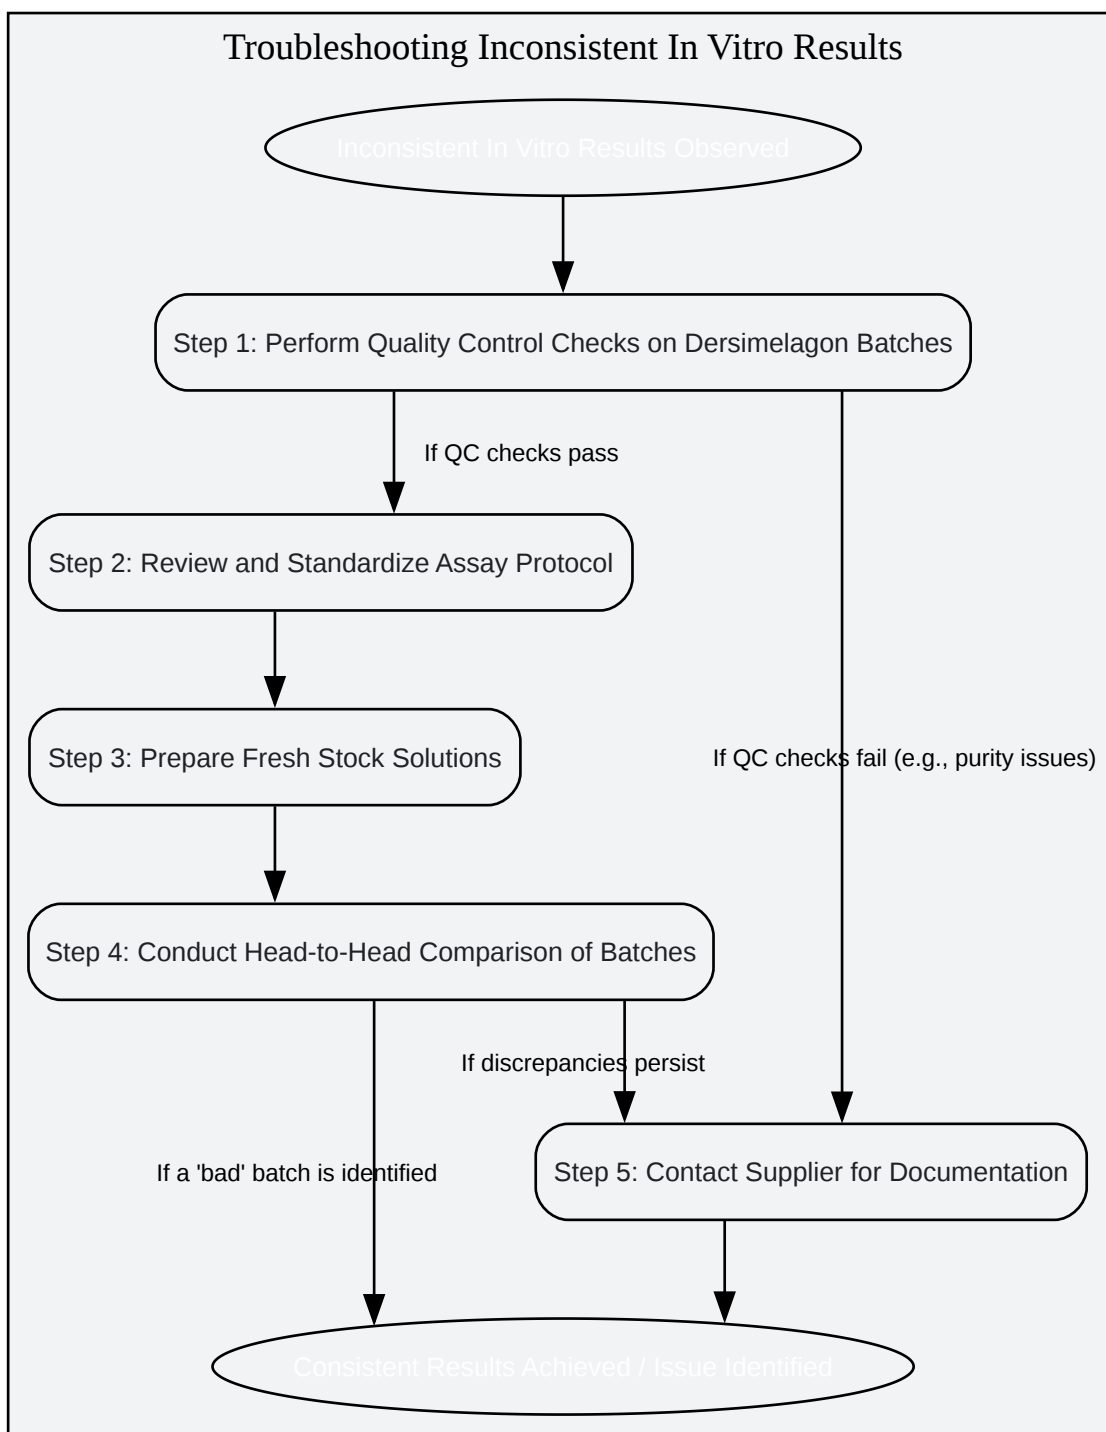 Troubleshooting Inconsistent In Vitro Results
Inconsistent In Vitro Results Observed
Step 1: Perform Quality Control Checks on Dersimelagon Batches
If QC checks pass
Step 2: Review and Standardize Assay Protocol
Step 3: Prepare Fresh Stock Solutions
If QC checks fail (e.g., purity issues)
Step 4: Conduct Head-to-Head Comparison of Batches
If discrepancies persist
If a 'bad' batch is identified
Step 5: Contact Supplier for Documentation
Consistent Results Achieved / Issue Identified